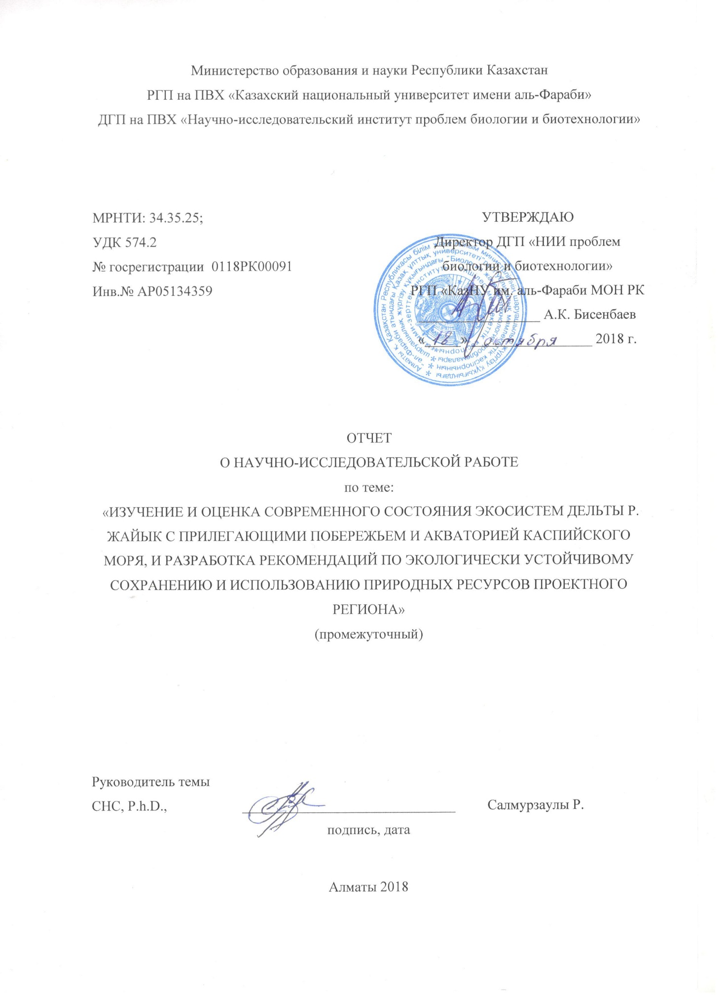 Министерство образования и науки Республики Казахстан
РГП на ПВХ «Казахский национальный университет имени аль-Фараби»
ДГП на ПВХ «Научно-исследовательский институт проблем биологии и биотехнологии»
МРНТИ: 34.35.25;
УДК 574.2
№ госрегистрации 0118РК00091
Инв.№ АР05134359
УТВЕРЖДАЮ
Директор ДГП «НИИ проблем
биологии и биотехнологии»
РГП «КазНУ им. аль-Фараби МОН РК
____________ А.К. Бисенбаев
« 18 » октября 2018 г.
ОТЧЕТ
О НАУЧНО-ИССЛЕДОВАТЕЛЬСКОЙ РАБОТЕ
по теме:
«ИЗУЧЕНИЕ И ОЦЕНКА СОВРЕМЕННОГО СОСТОЯНИЯ ЭКОСИСТЕМ ДЕЛЬТЫ Р.
ЖАЙЫК С ПРИЛЕГАЮЩИМИ ПОБЕРЕЖЬЕМ И АКВАТОРИЕЙ КАСПИЙСКОГО
МОРЯ, И РАЗРАБОТКА РЕКОМЕНДАЦИЙ ПО ЭКОЛОГИЧЕСКИ УСТОЙЧИВОМУ
СОХРАНЕНИЮ И ИСПОЛЬЗОВАНИЮ ПРИРОДНЫХ РЕСУРСОВ ПРОЕКТНОГО
РЕГИОНА»
(промежуточный)
Руководитель темы
СНС, P.h.D., ____________ Салмурзаулы Р.
подпись, дата
Алматы 2018